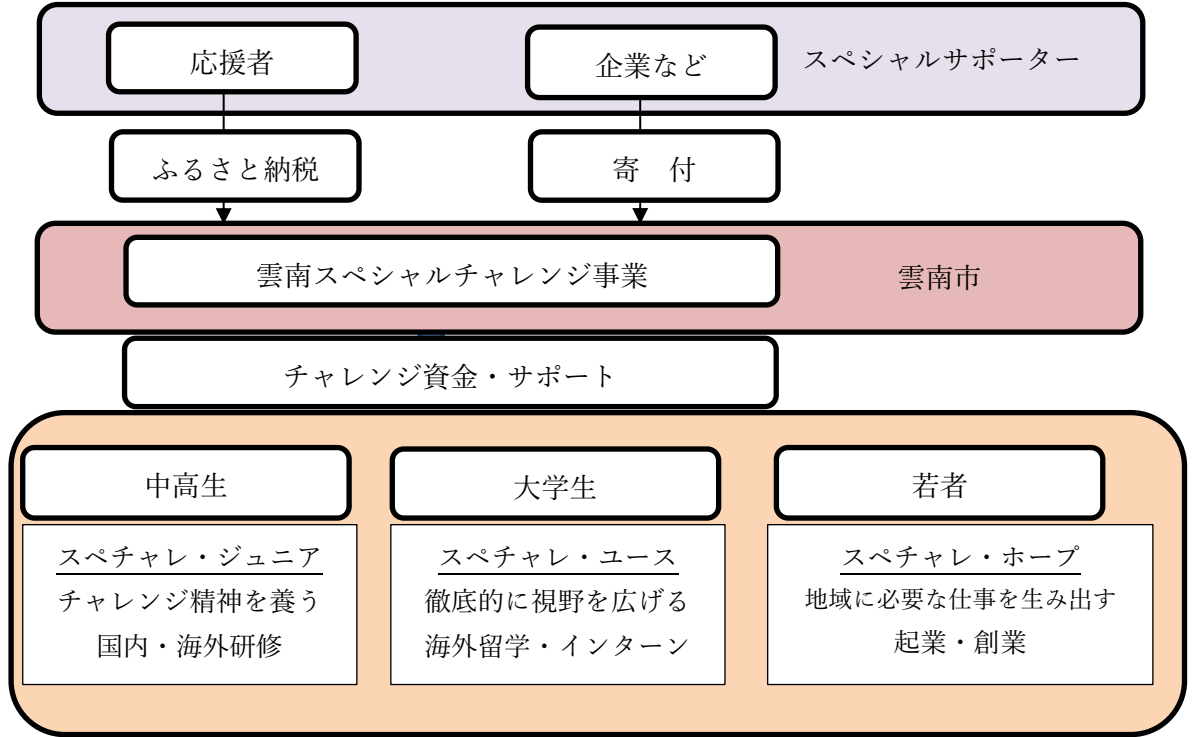 応援者
企業など
スペシャルサポーター
ふるさと納税
寄　付
雲南スペシャルチャレンジ事業
雲南市
チャレンジ資金・サポート
中高生
スペチャレ・ジュニア
チャレンジ精神を養う
国内・海外研修
大学生
スペチャレ・ユース
徹底的に視野を広げる
海外留学・インターン
若者
スペチャレ・ホープ
地域に必要な仕事を生み出す
起業・創業